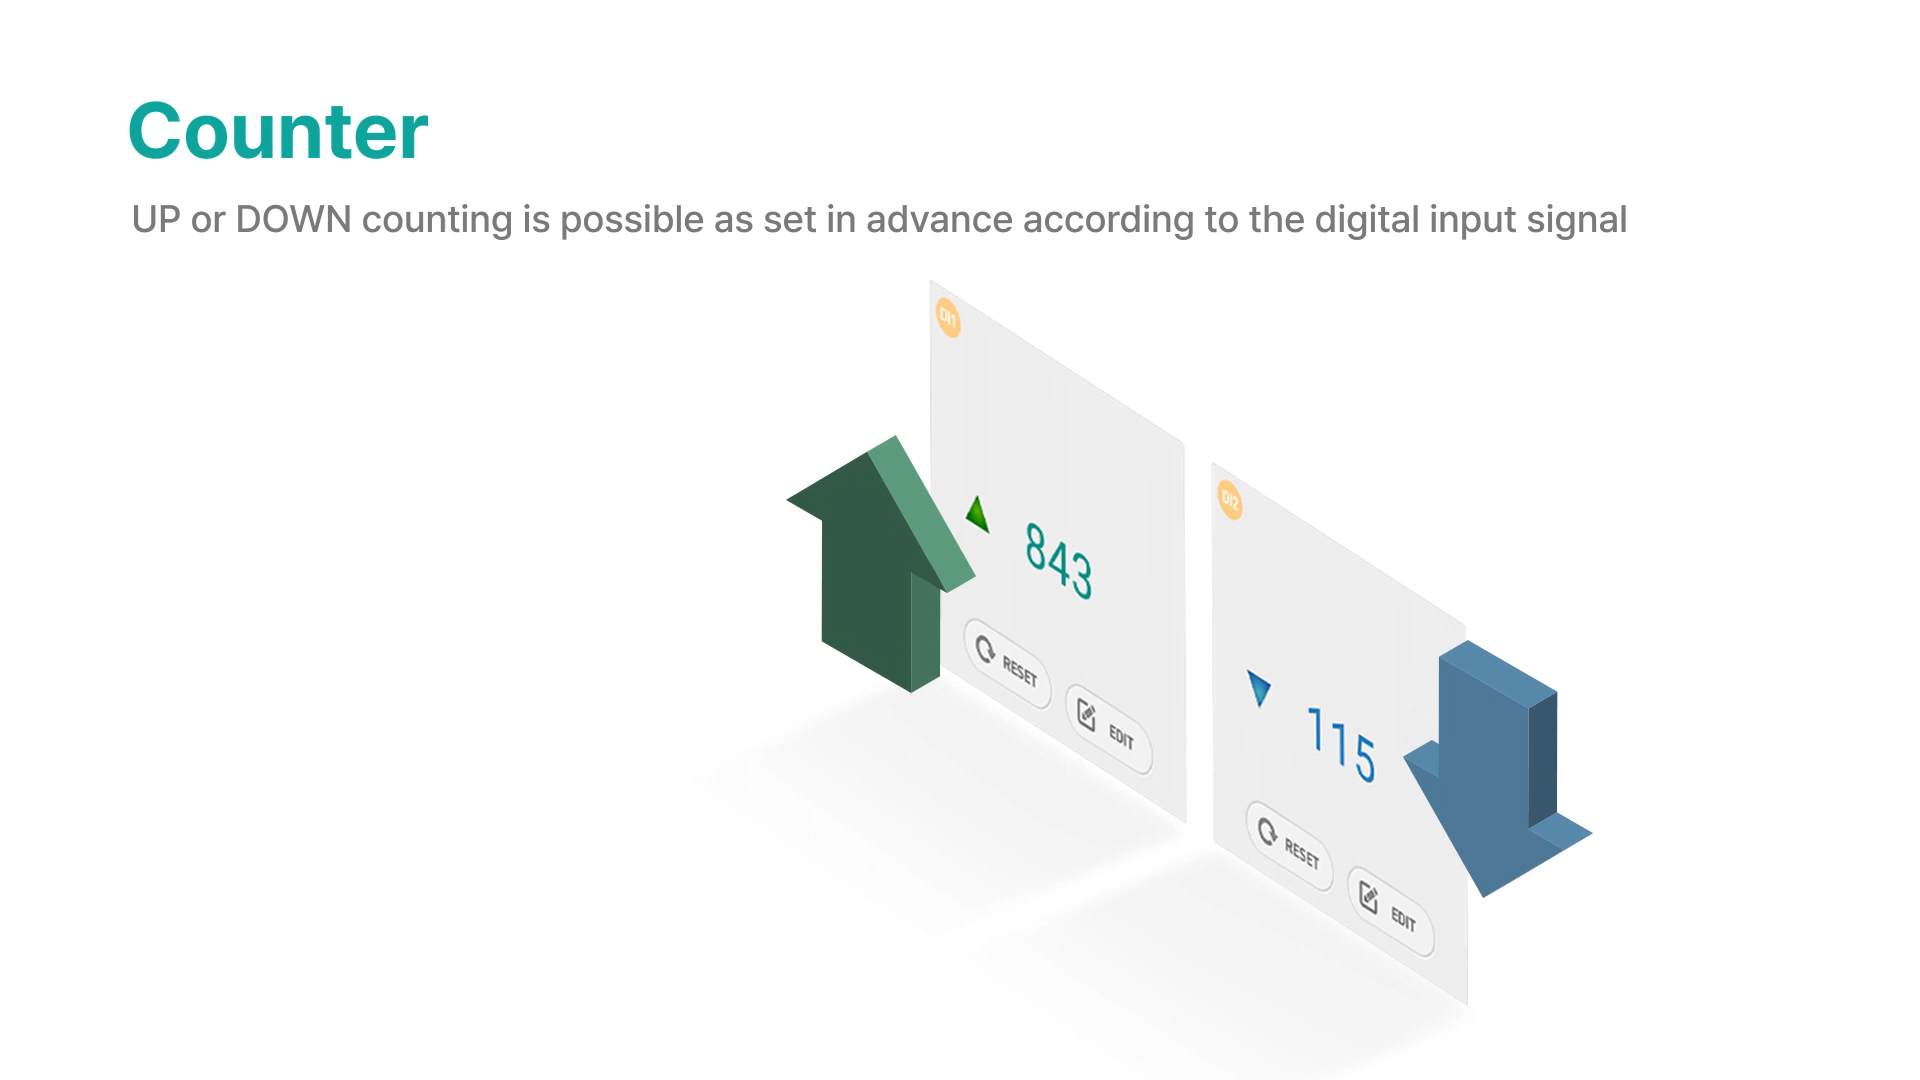 Counter
UP or DOWN counting is possible as set in advance according to the digital input signal
DI1
843
RESET
EDIT
DI2
115
RESET
EDIT